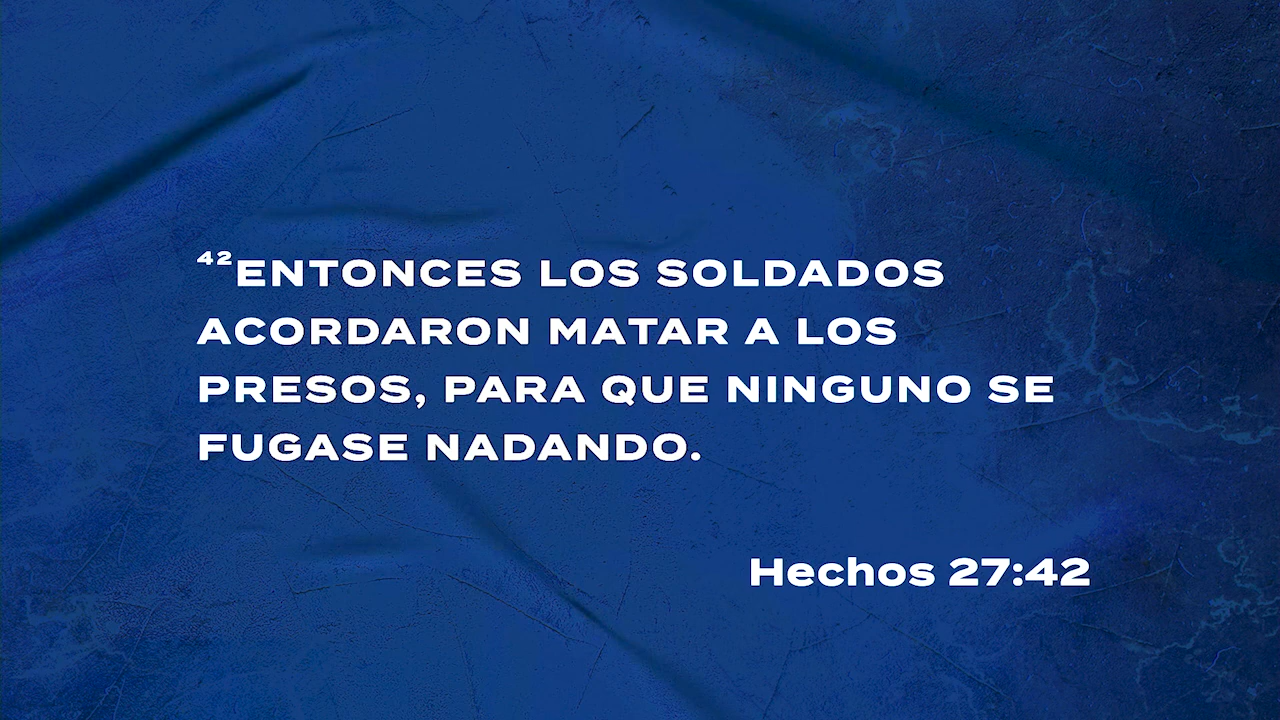 ⁴²ENTONCES LOS SOLDADOS
ACORDARON MATAR A LOS
PRESOS, PARA QUE NINGUNO SE
FUGASE NADANDO.
Hechos 27:42